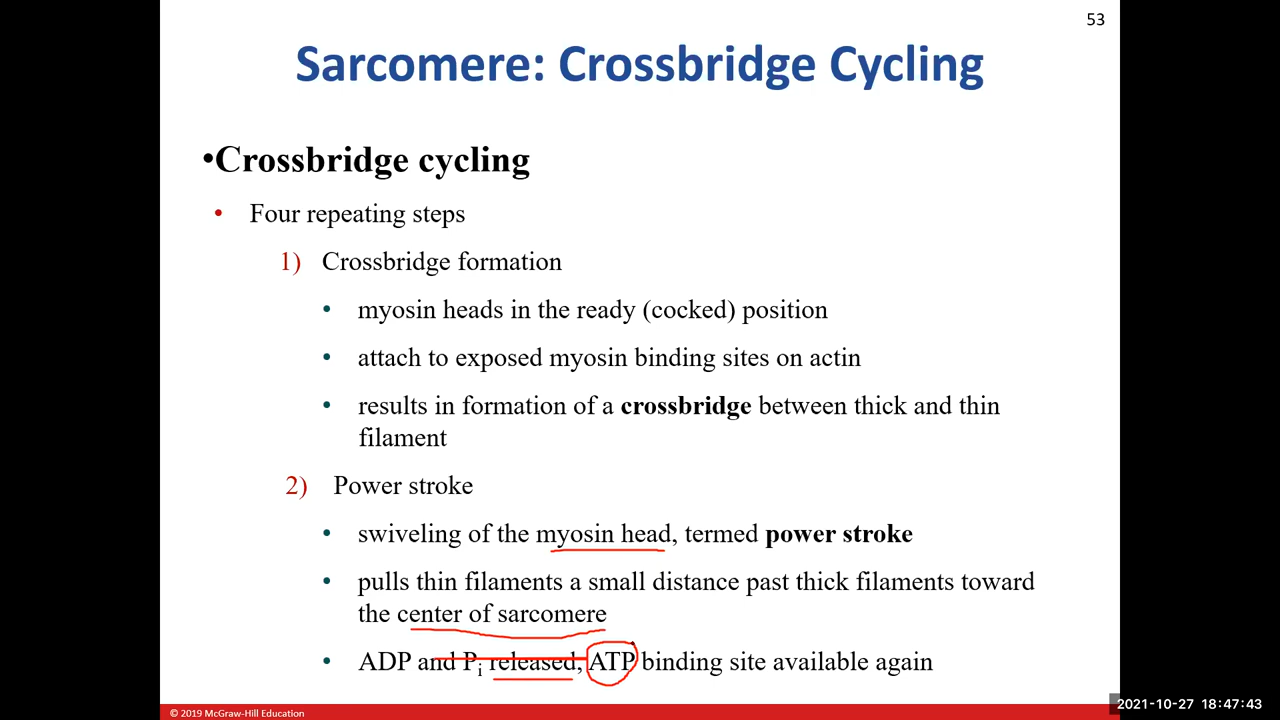 53
Sarcomere: Crossbridge Cycling
•Crossbridge cycling
• Four repeating steps
1) Crossbridge formation
• myosin heads in the ready (cocked) position
• attach to exposed myosin binding sites on actin
• results in formation of a crossbridge between thick and thin
filament
2) Power stroke
• swiveling of the myosin head, termed power stroke
• pulls thin filaments a small distance past thick filaments toward
the center of sarcomere
• ADP and Pi released, ATP binding site available again
© 2019 McGraw-Hill Education
2021-10-27 18:47:43